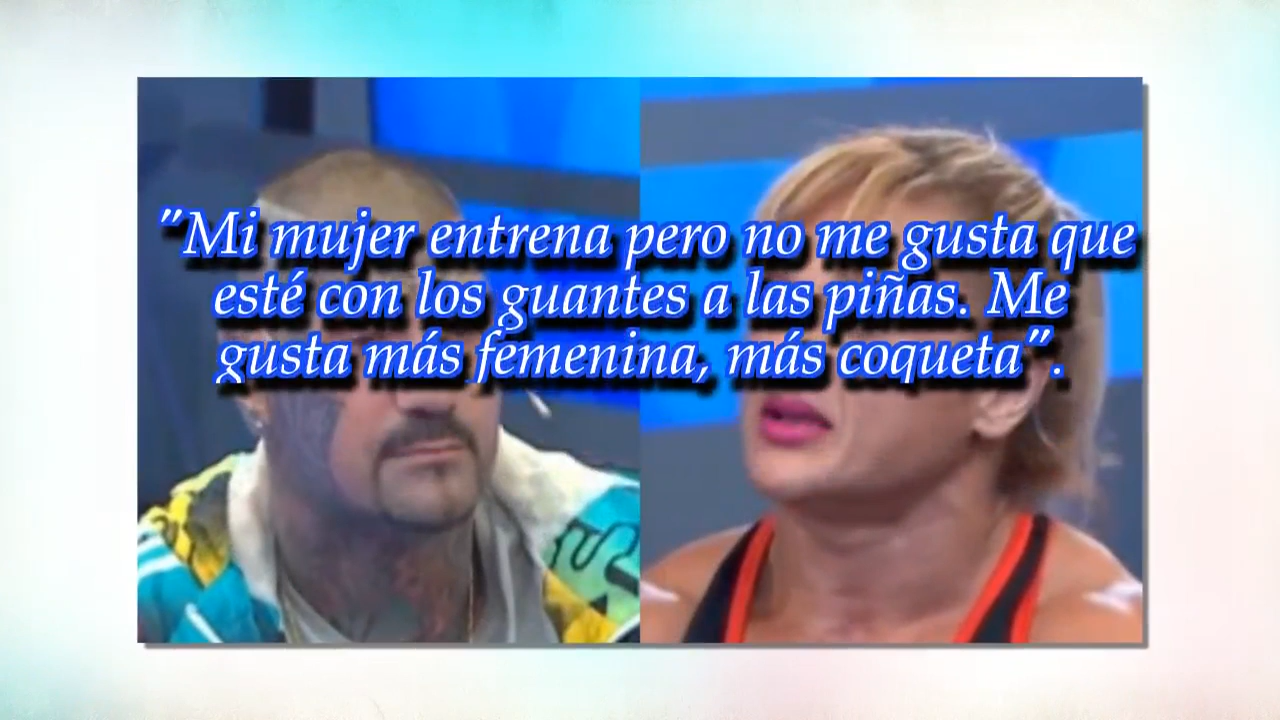 "Mi mujer entrena pero no me gusta que
esté con los guantes a las piñas. Me
gusta más femenina, más coqueta".